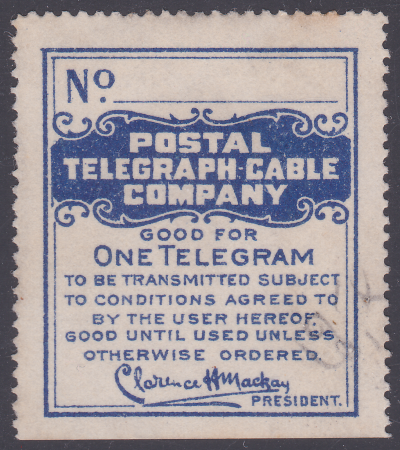 No.
POSTAL
TELEGRAPH-CABLE
COMPANY
GOOD FOR
ONE TELEGRAM
TO BE TRANSMITTED SUBJECT
TO CONDITIONS AGREED TO
BY THE USER HEREOF
GOOD UNTIL USED UNLESS
OTHERWISE ORDERED.
Clarence H Mackay
PRESIDENT.